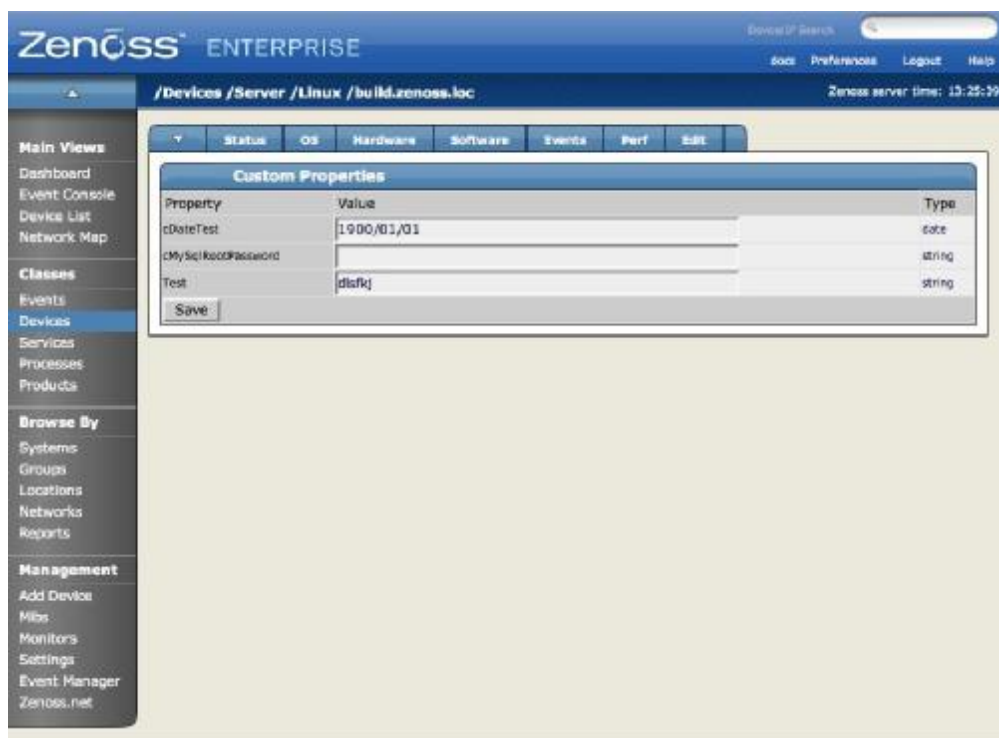 Zenoss ENTERPRISE
Device/IP Search
docs Preferences Logout Help
/Devices /Server /Linux /build.zenoss.loc
Zenoss server time: 13:25:39
Main Views
Dashboard
Event Console
Device List
Network Map
Classes
Events
Devices
Services
Processes
Products
Browse By
Systems
Groups
Locations
Networks
Reports
Management
Add Device
Mibs
Monitors
Settings
Event Manager
Zenoss.net
Status OS Hardware Software Events Perf Edit
Custom Properties
Property Value Type
cDateTest 1900/01/01 date
cMySqlRootPassword string
Test dlsfkj string
Save